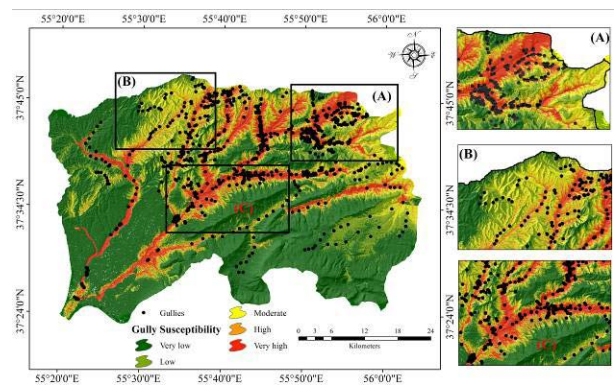 55°20'0"E 55°30'0"E 55°40'0"E 55°50'0"E 56°0'0"E
N
W E
S
(B)
(A)
(C)
37°45'0"N
37°34'30"N
37°24'0"N
Gullies
Gully Susceptibility
Very low
Low
Moderate
High
Very high
0 3 6 12 18 24
Kilometers
55°20'0"E 55°30'0"E 55°40'0"E 55°50'0"E 56°0'0"E
37°45'0"N
37°34'30"N
37°24'0"N
(A)
(B)
(C)